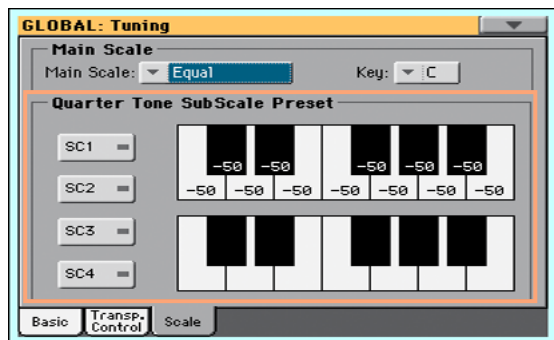 GLOBAL: Tuning
Main Scale
Main Scale: Equal Key: C
Quarter Tone SubScale Preset
SC1
-50 -50 -50 -50 -50
SC2
-50 -50 -50 -50 -50 -50 -50
SC3
SC4
Basic Transp. Control Scale